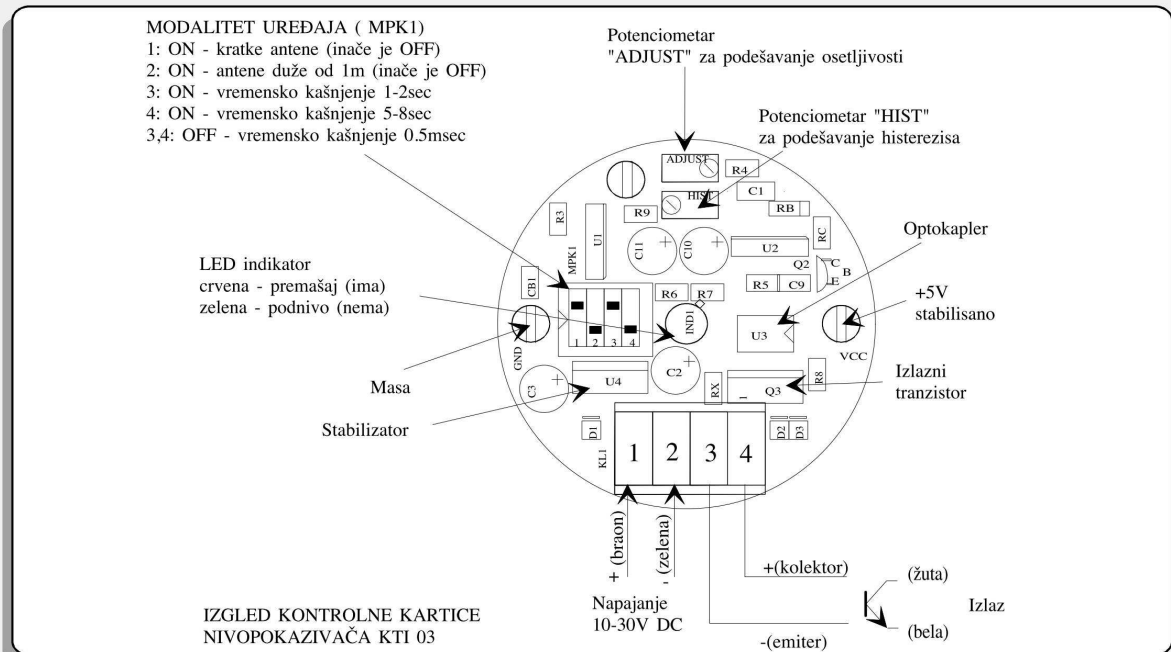 MODALITET UREĐAJA ( MPK1)
1: ON - kratke antene (inače je OFF)
2: ON - antene duže od 1m (inače je OFF)
3: ON - vremensko kašnjenje 1-2sec
4: ON - vremensko kašnjenje 5-8sec
3,4: OFF - vremensko kašnjenje 0.5msec
Potenciometar
"ADJUST" za podešavanje osetljivosti
Potenciometar "HIST"
za podešavanje histerezisa
ADJUST
R4
HIST
C1
R3
U1
R9
RB
RC
Optokapler
MPK1
C11
C10
U2
Q2
C
B
E
LED indikator
crvena - premašaj (ima)
zelena - podnivo (nema)
CB1
R6
R7
R5
C9
+5V
stabilisano
IND1
U3
1 2 3 4
GND
VCC
Masa
C3
U4
C2
RX
1
Q3
R8
Izlazni
tranzistor
Stabilizator
D1
D2
D3
KL1
1 2 3 4
+ (braon)
- (zelena)
+(kolektor)
(žuta)
Napajanje
10-30V DC
Izlaz
-(emiter)
(bela)
IZGLED KONTROLNE KARTICE
NIVOPOKAZIVAČA KTI 03